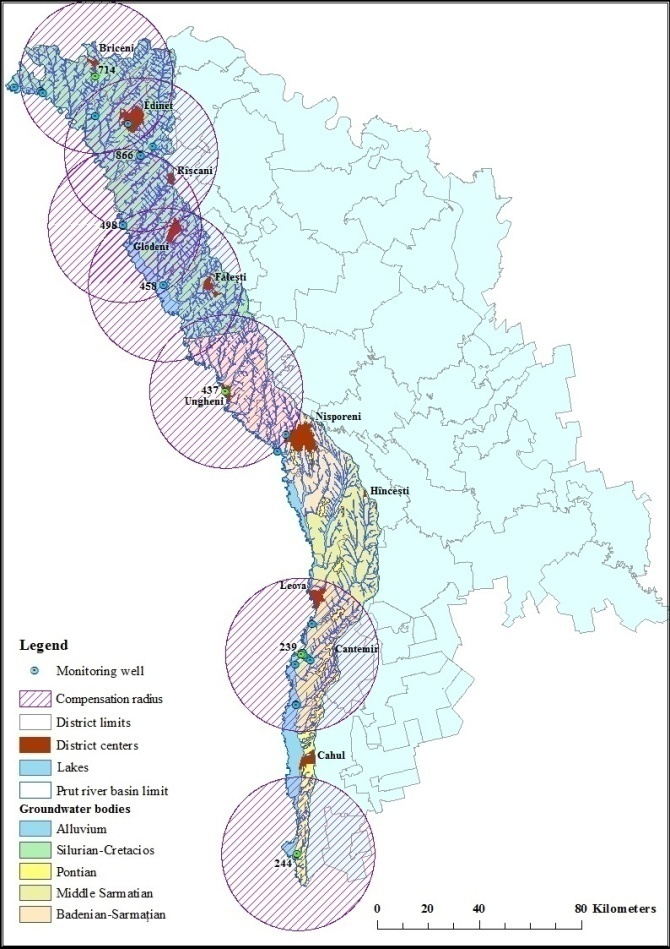 Briceni
714
Edineț
866
Rîșcani
498
Glodeni
458
Fălești
437
Ungheni
Nisporeni
Hîncești
Leova
239
Cantemir
Cahul
244
Legend
Monitoring well
Compensation radius
District limits
District centers
Lakes
Prut river basin limit
Groundwater bodies
Alluvium
Silurian-Cretacios
Pontian
Middle Sarmatian
Badenian-Sarmațian
0 20 40 80 Kilometers